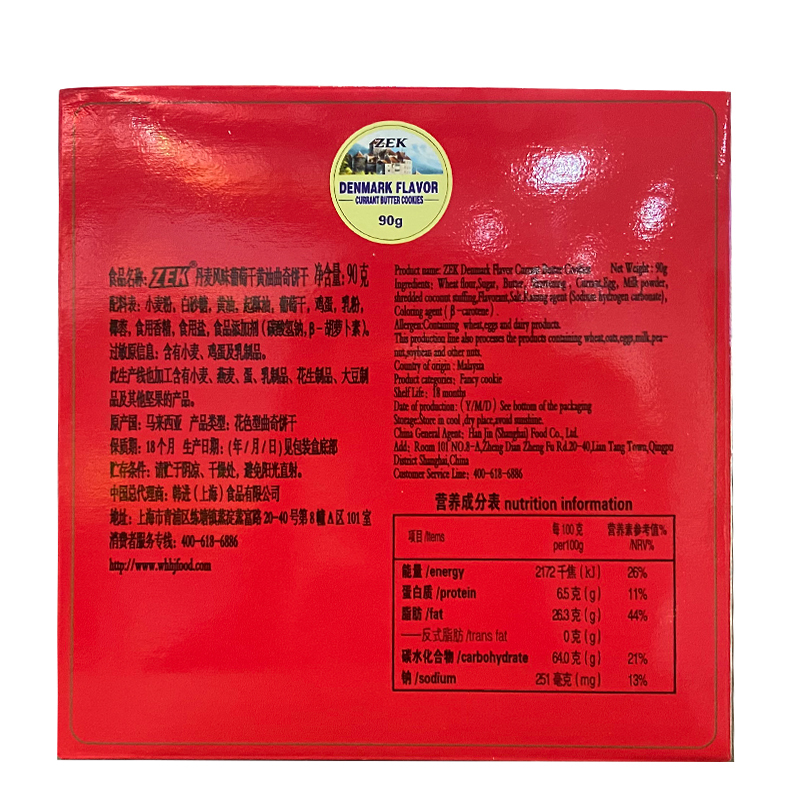 ZEK
DENMARK FLAVOR
CURRANT BUTTER COOKIES
90g
食品名称: ZEK® 丹麦风味葡萄干黄油曲奇饼干 净含量: 90克
配料表: 小麦粉, 白砂糖, 黄油, 起酥油, 葡萄干, 鸡蛋, 乳粉,
椰蓉, 食用香精, 食用盐, 食品添加剂 (碳酸氢钠, β-胡萝卜素)。
过敏原信息: 含有小麦、鸡蛋及乳制品。
此生产线也加工含有小麦、燕麦、蛋、乳制品、花生制品、大豆制
品及其他坚果的产品。
原产国: 马来西亚 产品类型: 花色型曲奇饼干
保质期: 18个月 生产日期: (年/月/日) 见包装盒底部
贮存条件: 请贮于阴凉、干燥处, 避免阳光直射。
中国总代理商: 韩进 (上海) 食品有限公司
地址: 上海市青浦区练塘镇蒸淀蒸富路20-40号第8幢A区101室
消费者服务专线: 400-618-6886
http://www.whhjfood.com
Product name: ZEK Denmark Flavor Currant Butter Cookies Net Weight: 90g
Ingredients: Wheat flour,Sugar, Butter, Shortening, Currant,Egg, Milk powder,
shredded coconut stuffing,Flavorant,Salt,Raising agent (Sodium hydrogen carbonate),
Coloring agent (β-carotene)
Allergen:Containing wheat,eggs and dairy products.
This production line also processes the products containing wheat,oats,eggs,milk,pea-
nut,soybean and other nuts.
Country of origin: Malaysia
Product categories: Fancy cookie
Shelf Life: 18 months
Date of production: (Y/M/D) See bottom of the packaging
Storage:Store in cool ,dry place,avoid sunshine.
China General Agent: Han Jin (Shanghai) Food Co., Ltd.
Add: Room 101 NO.8-A,Zheng Dian Zheng Fu Rd.20-40,Lian Tang Town,Qingpu
District Shanghai,China
Customer Service Line: 400-618-6886
营养成分表 nutrition information
项目/Items 每100克 per100g 营养素参考值% /NRV%
能量/energy 2172千焦(kJ) 26%
蛋白质/protein 6.5克(g) 11%
脂肪/fat 26.3克(g) 44%
——反式脂肪/trans fat 0克(g)
碳水化合物/carbohydrate 64.0克(g) 21%
钠/sodium 251毫克(mg) 13%